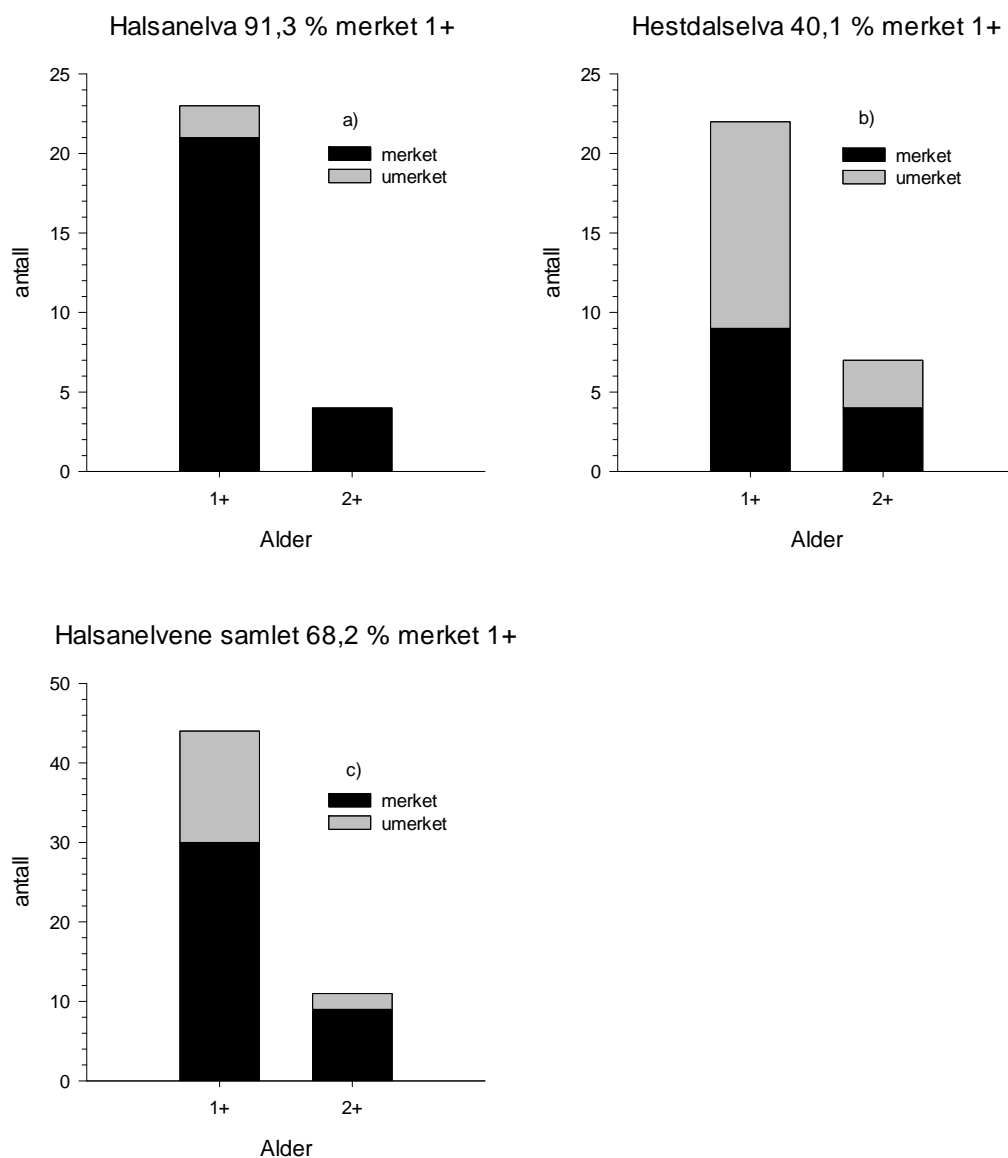 Halsanelva 91,3 % merket 1+
25
20
15
10
5
0
antall
a)
merket
umerket
1+ 2+
Alder
Hestdalselva 40,1 % merket 1+
25
20
15
10
5
0
antall
b)
merket
umerket
1+ 2+
Alder
Halsanelvene samlet 68,2 % merket 1+
50
40
30
20
10
0
antall
c)
merket
umerket
1+ 2+
Alder